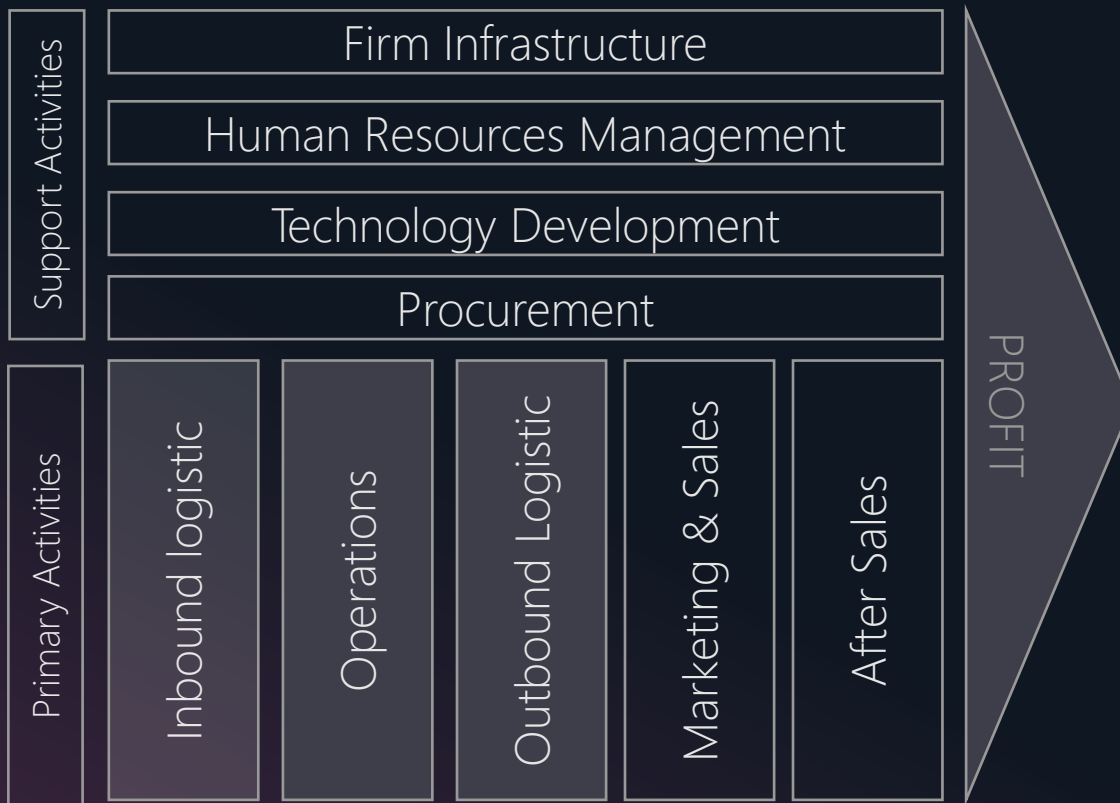 Support Activities
Firm Infrastructure
Human Resources Management
Technology Development
Procurement
Primary Activities
Inbound logistic
Operations
Outbound Logistic
Marketing & Sales
After Sales
PROFIT